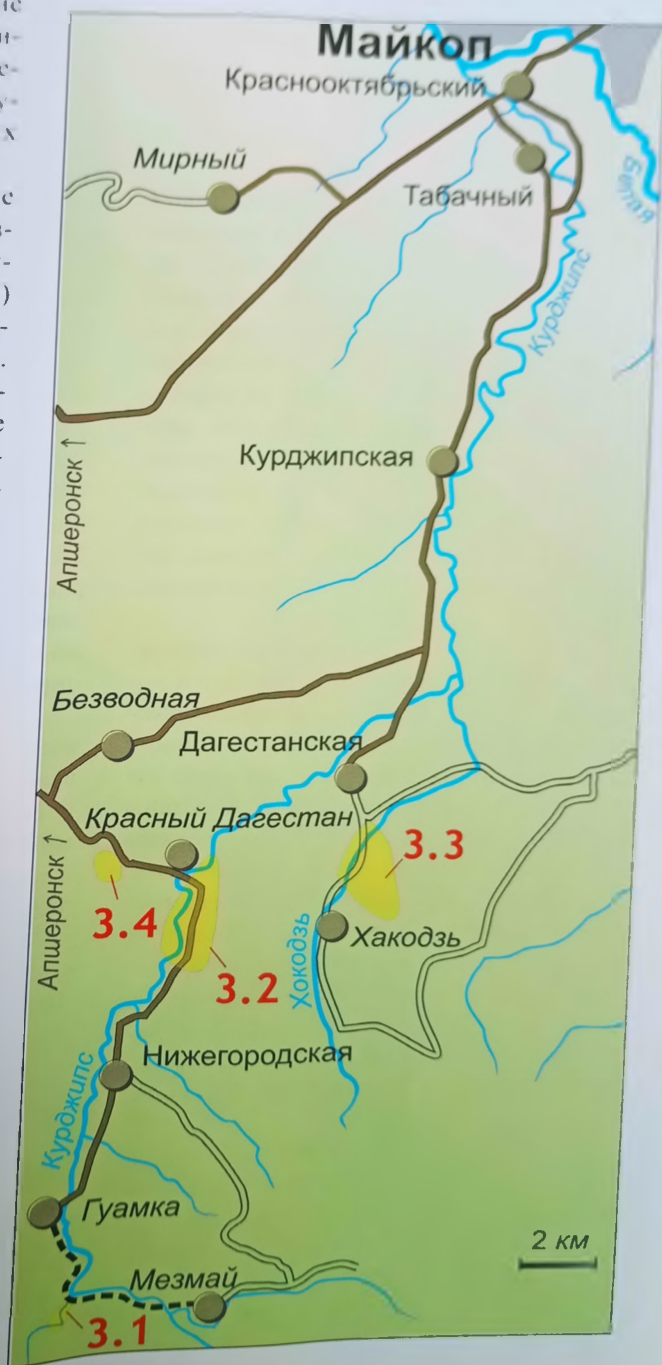 Майкоп
Краснооктябрьский
Мирный
Табачный
Белая
Курджипс
Курджипская
Апшеронск ↑
Безводная
Дагестанская
Красный Дагестан
3.3
Апшеронск ↑
3.4
Хакодзь
Хокодзь
3.2
Нижегородская
Курджипс
Гуамка
2 км
Мезмай
3.1